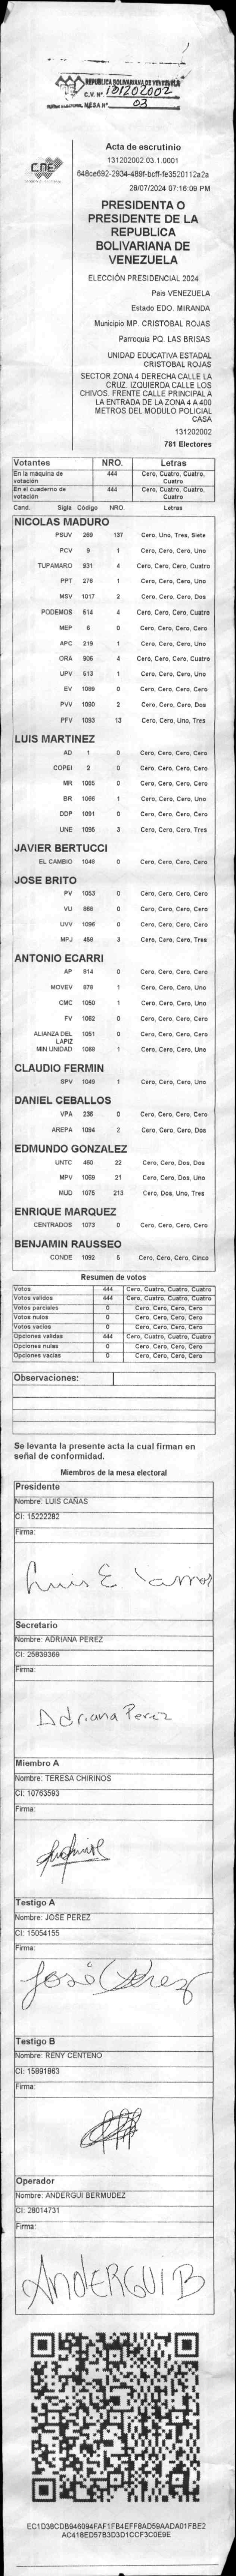 REPUBLICA BOLIVARIANA DE VENEZUELA
C.V. Nº 131202002
MESA Nº 03
CNE
Acta de escrutinio
131202002.03.1.0001
648ce692-2934-489f-bcff-fe3520112a2a
28/07/2024 07:16:09 PM
PRESIDENTA O
PRESIDENTE DE LA
REPUBLICA
BOLIVARIANA DE
VENEZUELA
ELECCIÓN PRESIDENCIAL 2024
Pais VENEZUELA
Estado EDO. MIRANDA
Municipio MP. CRISTOBAL ROJAS
Parroquia PQ. LAS BRISAS
UNIDAD EDUCATIVA ESTADAL
CRISTOBAL ROJAS
SECTOR ZONA 4 DERECHA CALLE LA
CRUZ. IZQUIERDA CALLE LOS
CHIVOS. FRENTE CALLE PRINCIPAL A
LA ENTRADA DE LA ZONA 4 A 400
METROS DEL MODULO POLICIAL
CASA
131202002
781 Electores
Votantes NRO. Letras
En la máquina de votación 444 Cero, Cuatro, Cuatro, Cuatro
En el cuaderno de votación 444 Cero, Cuatro, Cuatro, Cuatro
Cand. Sigla Código NRO. Letras
NICOLAS MADURO
PSUV 289 137 Cero, Uno, Tres, Siete
PCV 9 1 Cero, Cero, Cero, Uno
TUPAMARO 931 4 Cero, Cero, Cero, Cuatro
PPT 276 1 Cero, Cero, Cero, Uno
MSV 1017 2 Cero, Cero, Cero, Dos
PODEMOS 514 4 Cero, Cero, Cero, Cuatro
MEP 6 0 Cero, Cero, Cero, Cero
APC 219 1 Cero, Cero, Cero, Uno
ORA 906 4 Cero, Cero, Cero, Cuatro
UPV 513 1 Cero, Cero, Cero, Uno
EV 1089 0 Cero, Cero, Cero, Cero
PVV 1090 2 Cero, Cero, Cero, Dos
PFV 1093 13 Cero, Cero, Uno, Tres
LUIS MARTINEZ
AD 1 0 Cero, Cero, Cero, Cero
COPEI 2 0 Cero, Cero, Cero, Cero
MR 1065 0 Cero, Cero, Cero, Cero
BR 1066 1 Cero, Cero, Cero, Uno
DDP 1091 0 Cero, Cero, Cero, Cero
UNE 1095 3 Cero, Cero, Cero, Tres
JAVIER BERTUCCI
EL CAMBIO 1048 0 Cero, Cero, Cero, Cero
JOSE BRITO
PV 1053 0 Cero, Cero, Cero, Cero
VU 868 0 Cero, Cero, Cero, Cero
UVV 1096 0 Cero, Cero, Cero, Cero
MPJ 458 3 Cero, Cero, Cero, Tres
ANTONIO ECARRI
AP 814 0 Cero, Cero, Cero, Cero
MOVEV 978 1 Cero, Cero, Cero, Uno
CMC 1050 1 Cero, Cero, Cero, Uno
FV 1062 0 Cero, Cero, Cero, Cero
ALIANZA DEL LAPIZ 1051 0 Cero, Cero, Cero, Cero
MIN UNIDAD 1069 1 Cero, Cero, Cero, Uno
CLAUDIO FERMIN
SPV 1049 1 Cero, Cero, Cero, Uno
DANIEL CEBALLOS
VPA 236 0 Cero, Cero, Cero, Cero
AREPA 1094 2 Cero, Cero, Cero, Dos
EDMUNDO GONZALEZ
UNTC 460 22 Cero, Cero, Dos, Dos
MPV 1069 21 Cero, Cero, Dos, Uno
MUD 1075 213 Cero, Dos, Uno, Tres
ENRIQUE MARQUEZ
CENTRADOS 1073 0 Cero, Cero, Cero, Cero
BENJAMIN RAUSSEO
CONDE 1092 5 Cero, Cero, Cero, Cinco
Resumen de votos
Votos 444 Cero, Cuatro, Cuatro, Cuatro
Votos validos 444 Cero, Cuatro, Cuatro, Cuatro
Votos parciales 0 Cero, Cero, Cero, Cero
Votos nulos 0 Cero, Cero, Cero, Cero
Votos vacios 0 Cero, Cero, Cero, Cero
Opciones validas 444 Cero, Cuatro, Cuatro, Cuatro
Opciones nulas 0 Cero, Cero, Cero, Cero
Opciones vacias 0 Cero, Cero, Cero, Cero
Observaciones:
Se levanta la presente acta la cual firman en
señal de conformidad.
Miembros de la mesa electoral
Presidente
Nombre: LUIS CAÑAS
CI: 15222282
Firma:
Luis E Cañas
Secretario
Nombre: ADRIANA PEREZ
CI: 25839369
Firma:
Adriana Perez
Miembro A
Nombre: TERESA CHIRINOS
CI: 10763593
Firma:
Testigo A
Nombre: JOSE PEREZ
CI: 15054155
Firma:
José Pérez
Testigo B
Nombre: RENY CENTENO
CI: 15891863
Firma:
Operador
Nombre: ANDERGUI BERMUDEZ
CI: 28014731
Firma:
ANDERGUI B
EC1D38CDB946094FAF1FB4EFF8AD59AADA01FBE2
AC418ED57B3D3D1CCF3C0E9E